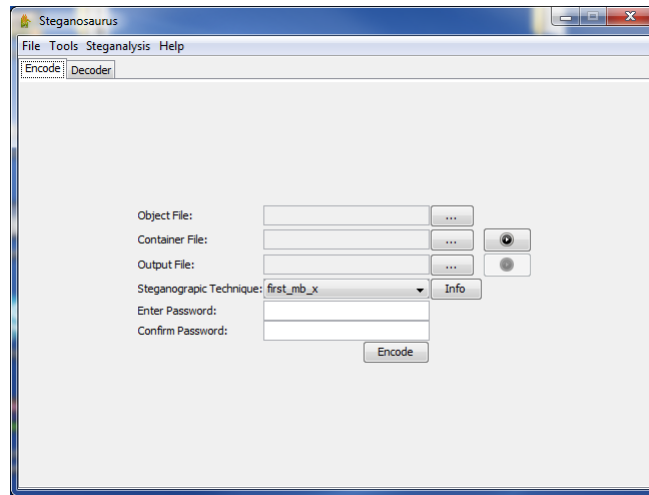 Steganosaurus
File Tools Steganalysis Help
Encode Decoder
Object File: ...
Container File: ...
Output File: ...
Steganograpic Technique: first_mb_x Info
Enter Password:
Confirm Password:
Encode